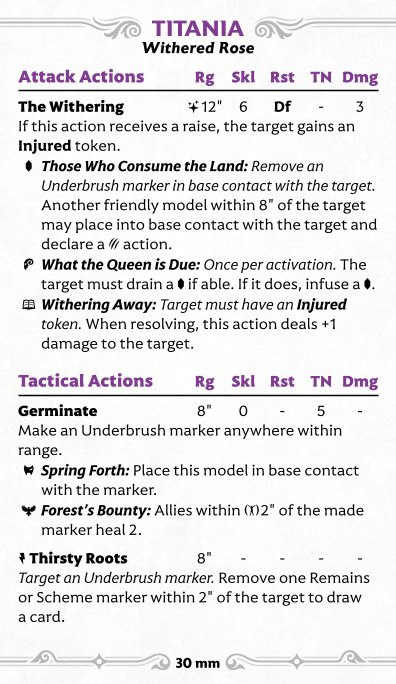 TITANIA
Withered Rose
Attack Actions Rg Skl Rst TN Dmg
The Withering 12" 6 Df - 3
If this action receives a raise, the target gains an
Injured token.
Those Who Consume the Land: Remove an
Underbrush marker in base contact with the target.
Another friendly model within 8" of the target
may place into base contact with the target and
declare a action.
What the Queen is Due: Once per activation. The
target must drain a if able. If it does, infuse a .
Withering Away: Target must have an Injured
token. When resolving, this action deals +1
damage to the target.
Tactical Actions Rg Skl Rst TN Dmg
Germinate 8" 0 - 5 -
Make an Underbrush marker anywhere within
range.
Spring Forth: Place this model in base contact
with the marker.
Forest's Bounty: Allies within 2" of the made
marker heal 2.
Thirsty Roots 8" - - - -
Target an Underbrush marker. Remove one Remains
or Scheme marker within 2" of the target to draw
a card.
30 mm